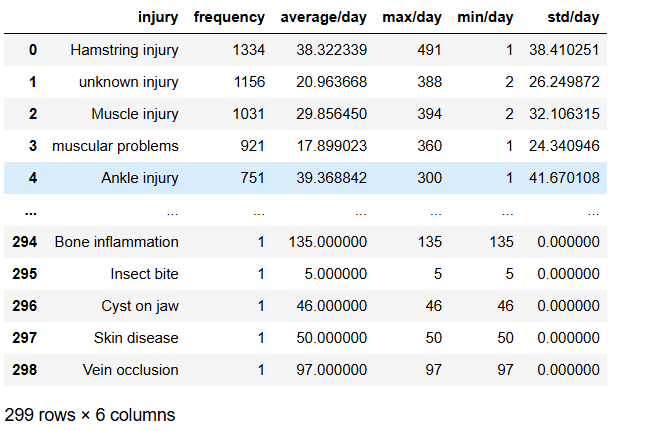 injury frequency average/day max/day min/day std/day
0 Hamstring injury 1334 38.322339 491 1 38.410251
1 unknown injury 1156 20.963668 388 2 26.249872
2 Muscle injury 1031 29.856450 394 2 32.106315
3 muscular problems 921 17.899023 360 1 24.340946
4 Ankle injury 751 39.368842 300 1 41.670108
... ... ... ... ... ... ...
294 Bone inflammation 1 135.000000 135 135 0.000000
295 Insect bite 1 5.000000 5 5 0.000000
296 Cyst on jaw 1 46.000000 46 46 0.000000
297 Skin disease 1 50.000000 50 50 0.000000
298 Vein occlusion 1 97.000000 97 97 0.000000
299 rows × 6 columns